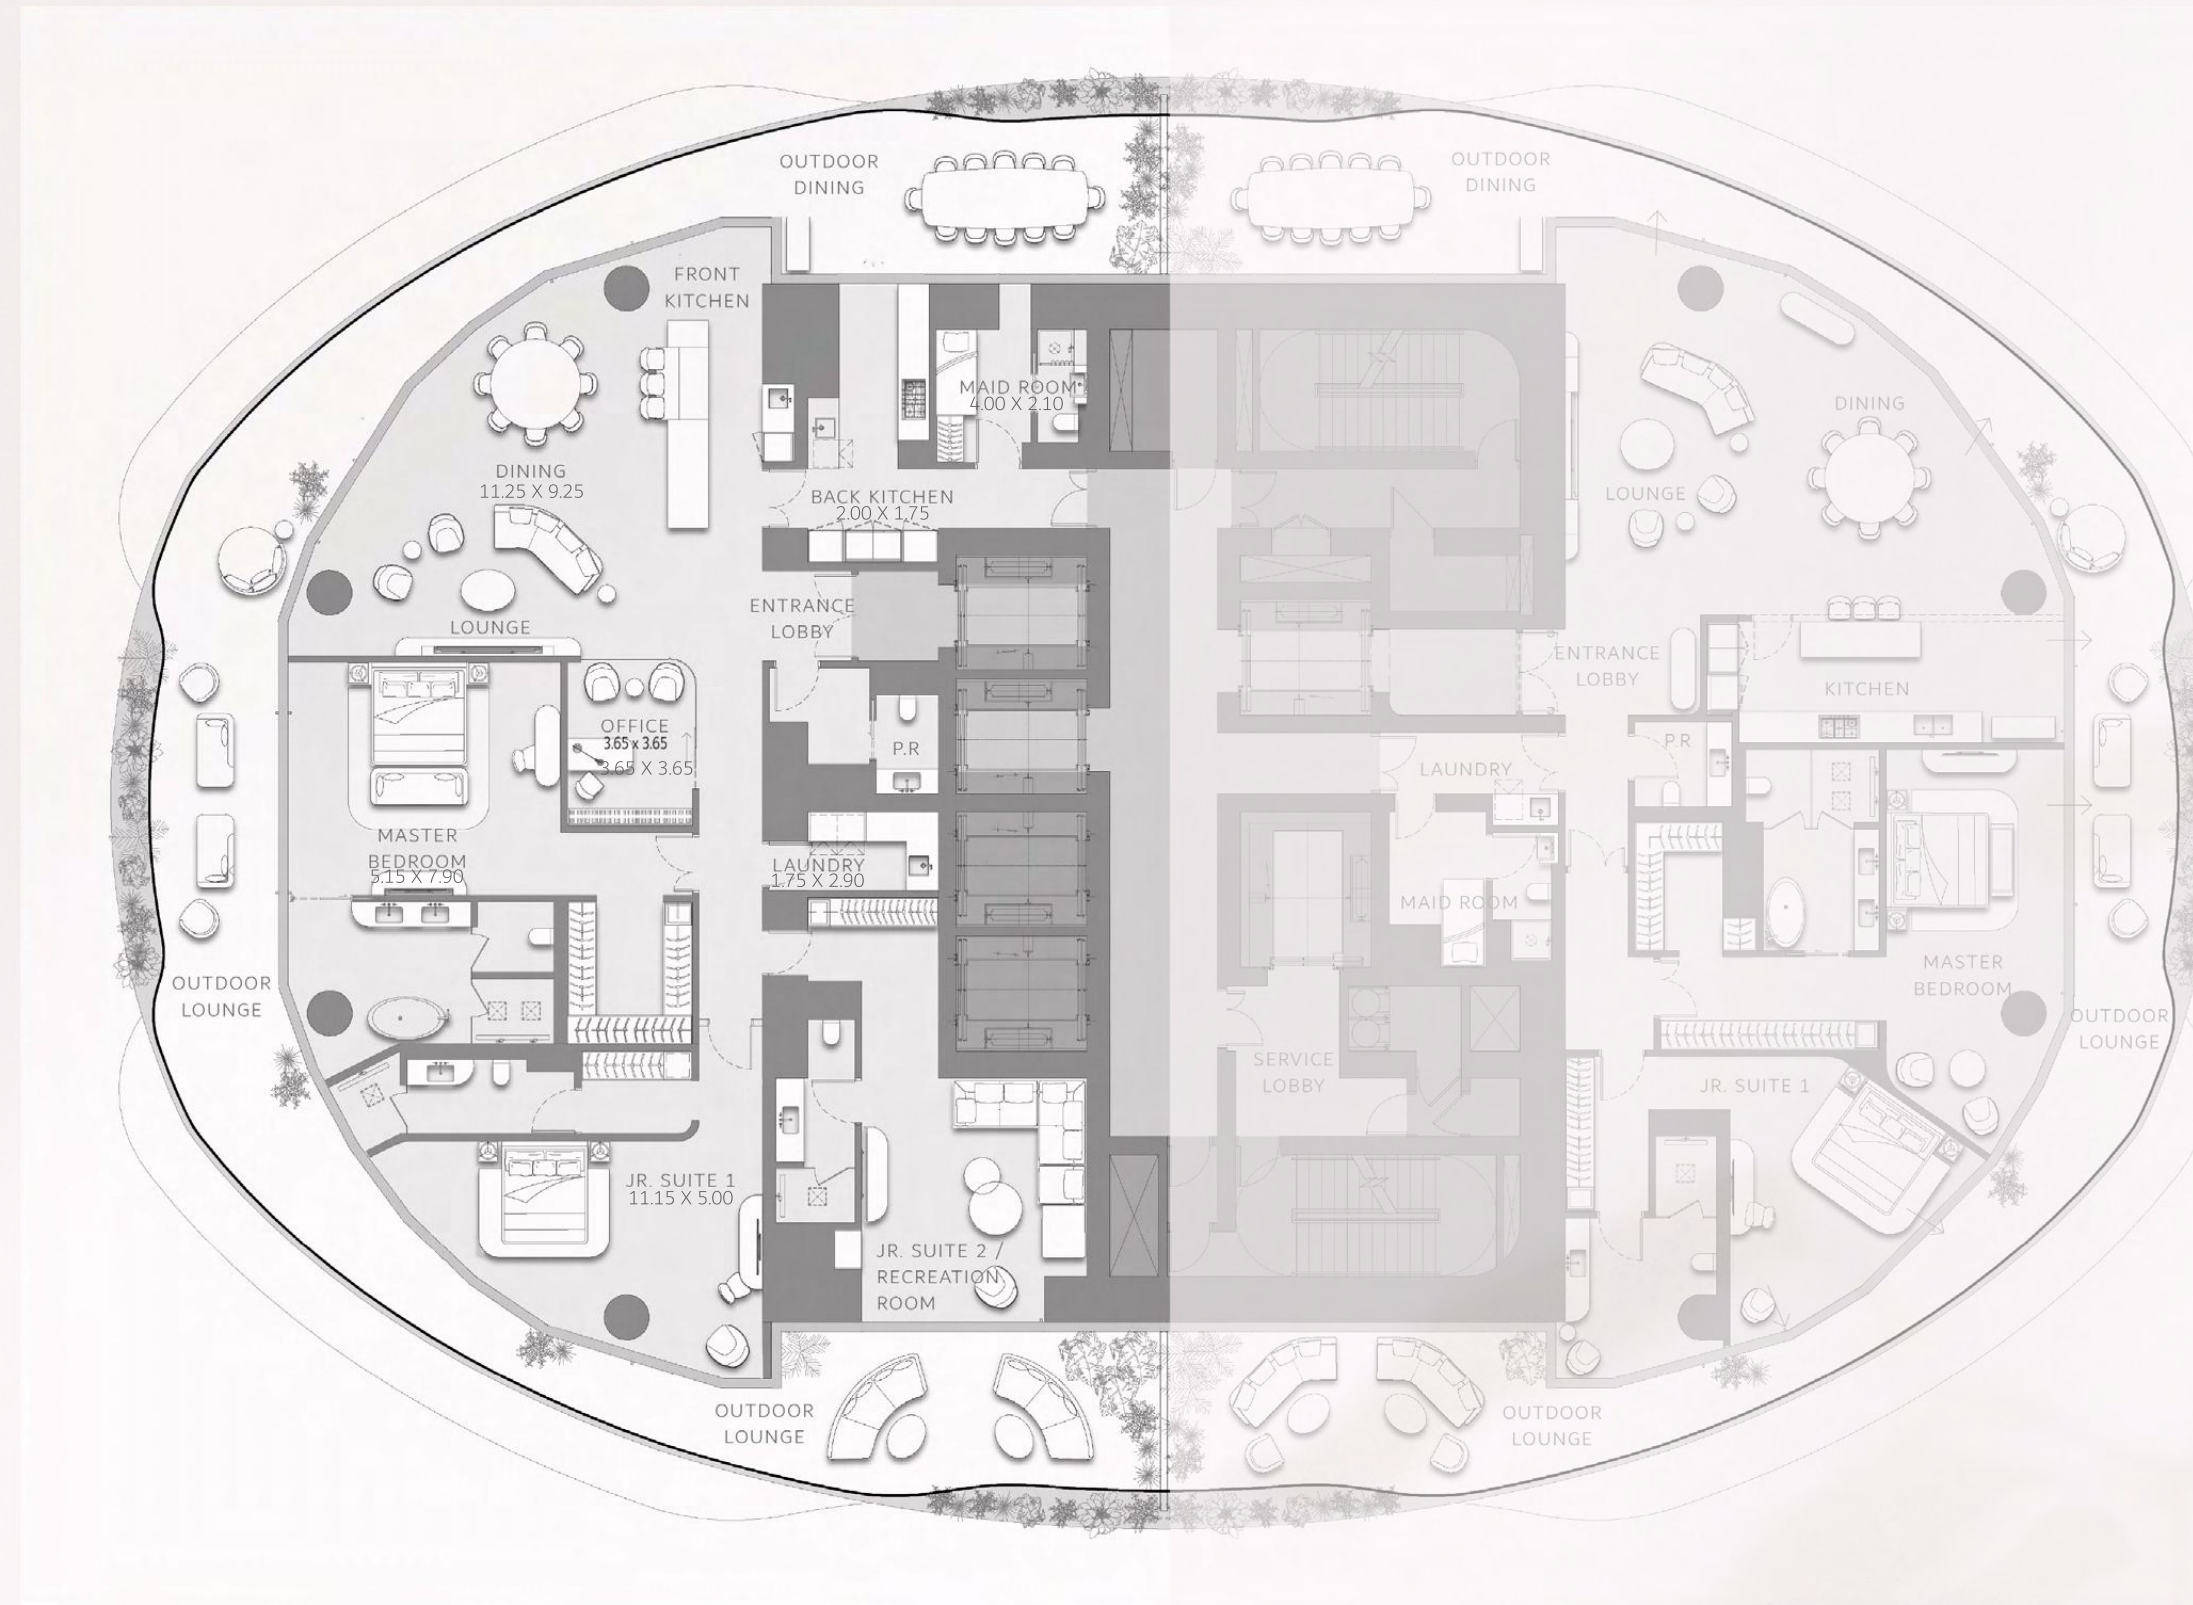 OUTDOOR
DINING
OUTDOOR
DINING
FRONT
KITCHEN
MAID ROOM
4.00 X 2.10
DINING
DINING
11.25 X 9.25
LOUNGE
BACK KITCHEN
2.00 X 1.75
ENTRANCE
LOBBY
LOUNGE
ENTRANCE
LOBBY
KITCHEN
OFFICE
3.65 x 3.65
3.65 X 3.65
P.R
P.R
LAUNDRY
MASTER
BEDROOM
5.15 X 7.90
LAUNDRY
1.75 X 2.90
MAID ROOM
MASTER
BEDROOM
OUTDOOR
LOUNGE
OUTDOOR
LOUNGE
SERVICE
LOBBY
JR. SUITE 1
JR. SUITE 1
11.15 X 5.00
JR. SUITE 2 /
RECREATION
ROOM
OUTDOOR
LOUNGE
OUTDOOR
LOUNGE